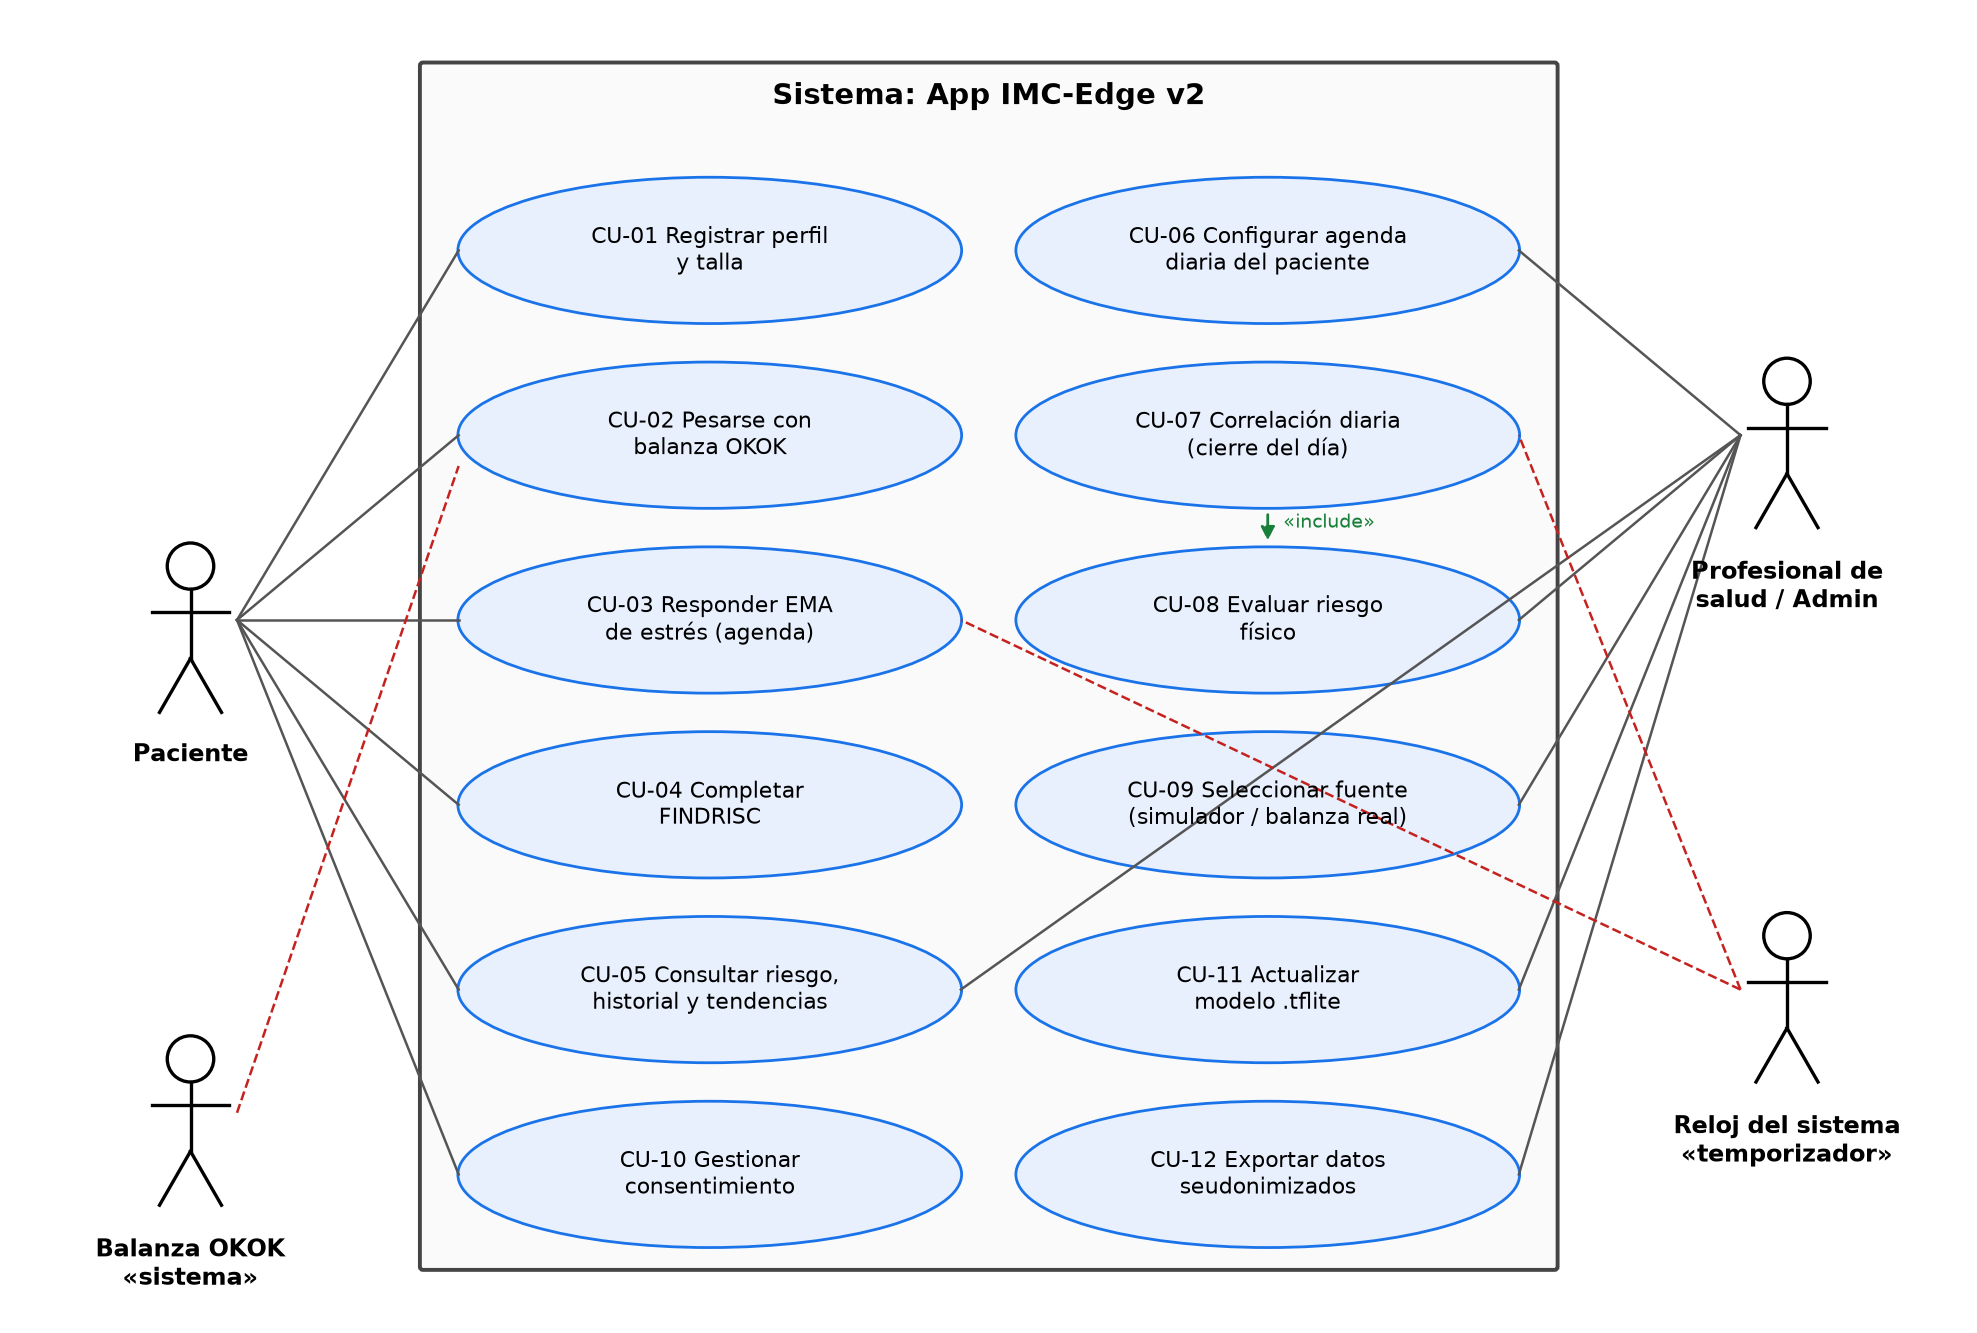 Sistema: App IMC-Edge v2
CU-01 Registrar perfil
y talla
CU-06 Configurar agenda
diaria del paciente
CU-02 Pesarse con
balanza OKOK
CU-07 Correlación diaria
(cierre del día)
«include»
CU-03 Responder EMA
de estrés (agenda)
CU-08 Evaluar riesgo
físico
Profesional de
salud / Admin
Paciente
CU-04 Completar
FINDRISC
CU-09 Seleccionar fuente
(simulador / balanza real)
CU-05 Consultar riesgo,
historial y tendencias
CU-11 Actualizar
modelo .tflite
Reloj del sistema
«temporizador»
CU-10 Gestionar
consentimiento
CU-12 Exportar datos
seudonimizados
Balanza OKOK
«sistema»